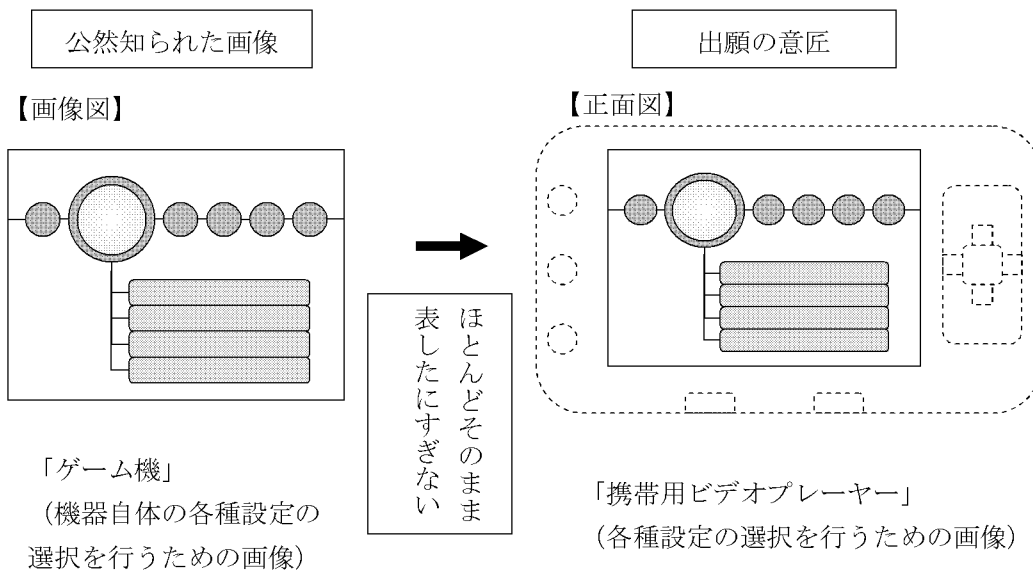 公然知られた画像
出願の意匠
【画像図】
【正面図】
ほとんどそのまま
表したにすぎない
「ゲーム機」
(機器自体の各種設定の
選択を行うための画像)
「携帯用ビデオプレーヤー」
(各種設定の選択を行うための画像)